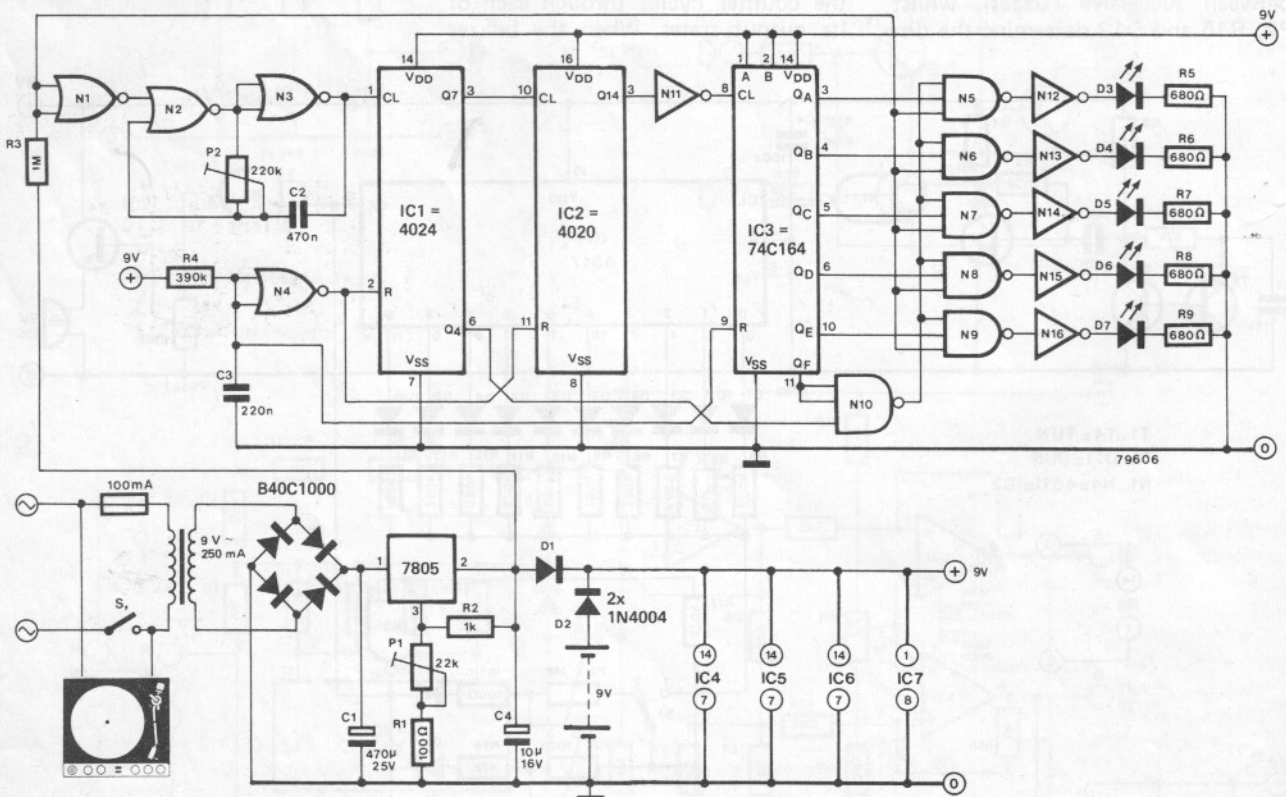 between successive
R15 and
the counter cycles through each of
9V
14
VDD
16
VDD
1 2 14
A B VDD
N1
N2
N3
1 CL
Q7 3
10 CL
Q14 3
N11
8 CL
QA 3
N5
N12
D3
R5
680Ω
R3
1M
P2
220k
C2
470n
QB 4
N6
N13
D4
R6
680Ω
IC1 =
4024
IC2 =
4020
IC3 =
74C164
QC 5
N7
N14
D5
R7
680Ω
9V
R4
390k
N4
2 R
QD 6
N8
N15
D6
R8
680Ω
Q4 6
11 R
9 R
QE 10
N9
N16
D7
R9
680Ω
VSS
7
VSS
8
VSS
QF
11
N10
C3
220n
0
79606
100mA
B40C1000
9 V ~
250 mA
1 7805 2
3
D1
9V
R2
1k
2x
1N4004
D2
S1
P1
22k
9V
14
IC4
7
14
IC5
7
14
IC6
7
1
IC7
8
C1
470µ
25V
R1
100Ω
C4
10µ
16V
0